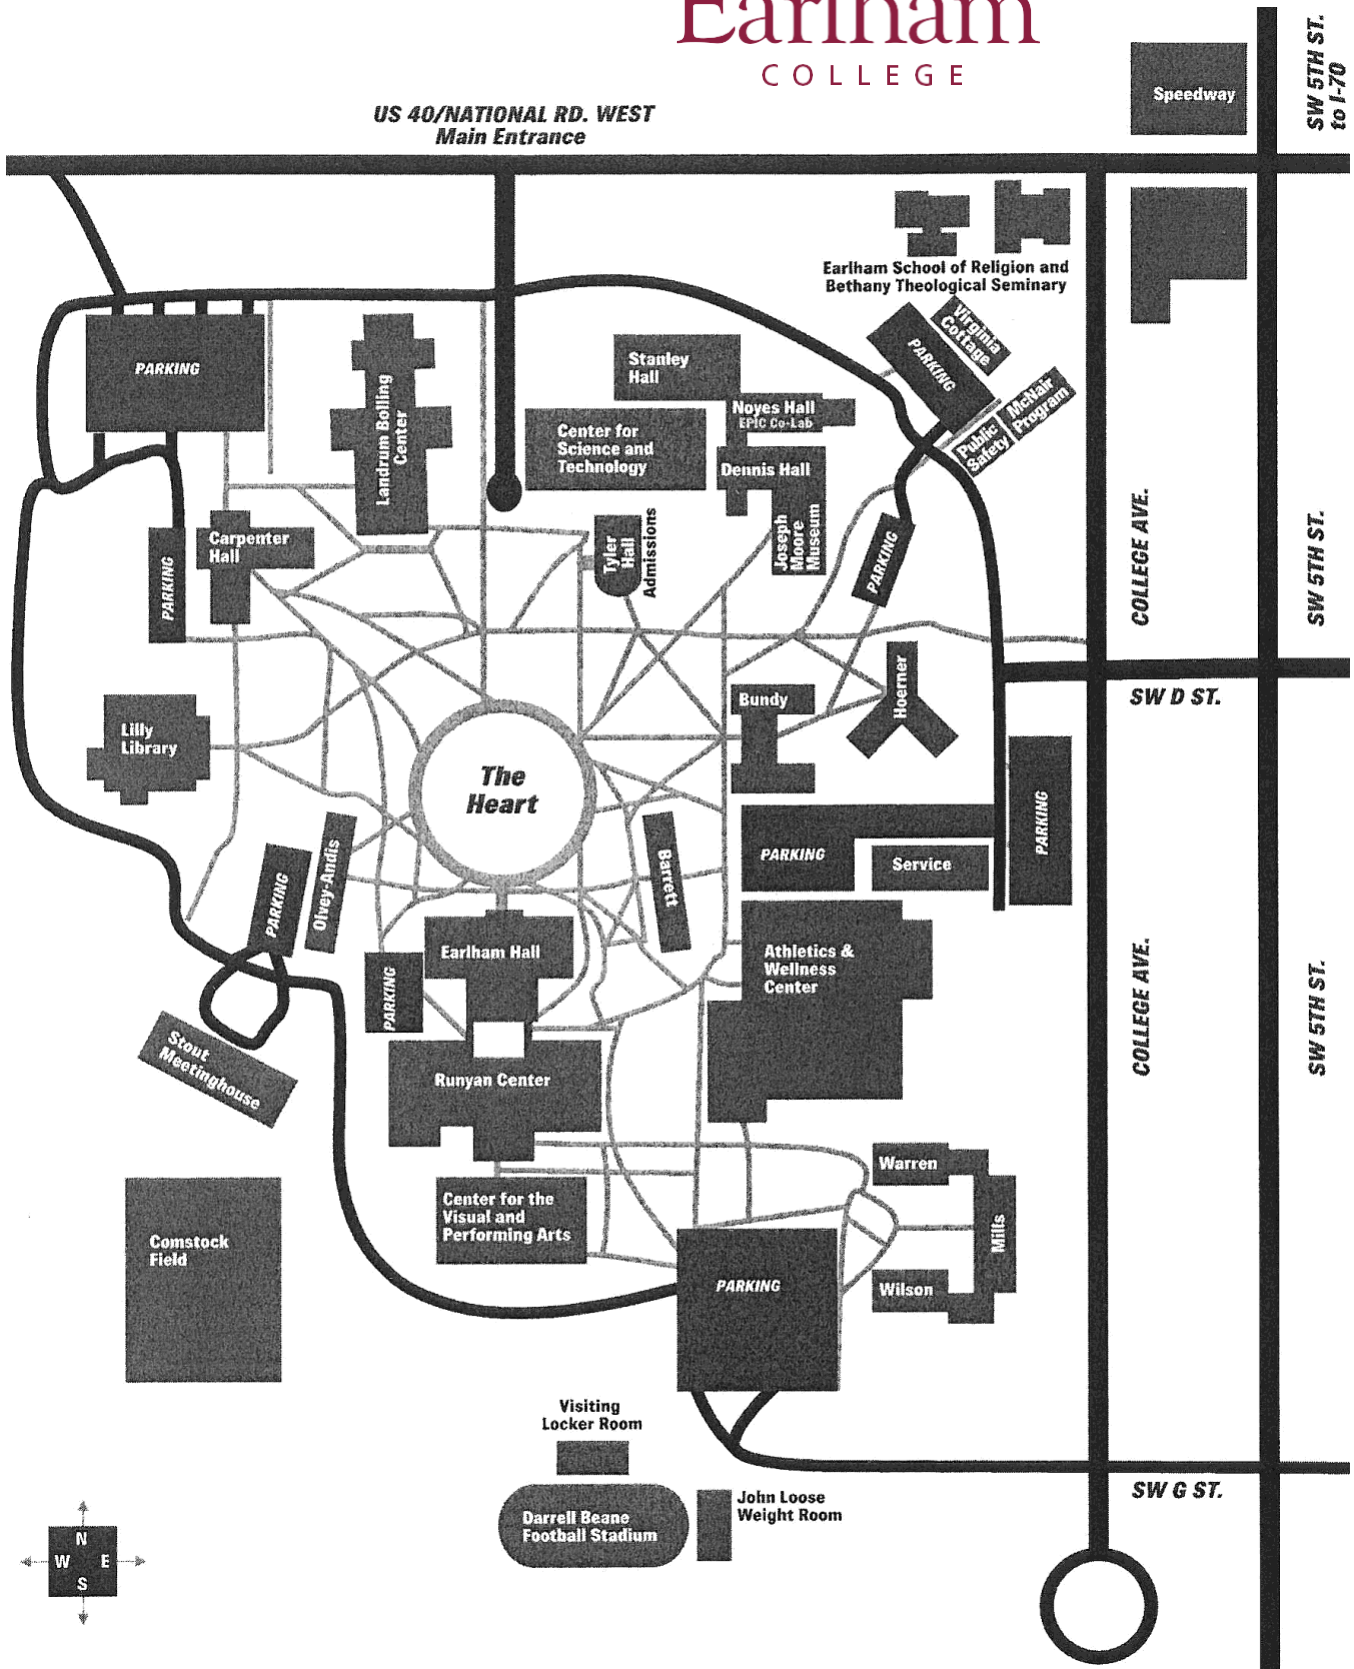 Earlham
COLLEGE
US 40/NATIONAL RD. WEST
Main Entrance
Speedway
SW 5TH ST.
to I-70
Earlham School of Religion and
Bethany Theological Seminary
Virginia
Cottage
PARKING
McNair
Program
Public
Safety
PARKING
Landrum Bolling
Center
Stanley
Hall
Noyes Hall
EPIC Co-Lab
Center for
Science and
Technology
Dennis Hall
Joseph
Moore
Museum
Tyler
Hall
Admissions
Carpenter
Hall
PARKING
PARKING
COLLEGE AVE.
SW 5TH ST.
Lilly
Library
The
Heart
Bundy
Hoerner
SW D ST.
PARKING
PARKING
Service
Barrett
Olvey-Andis
PARKING
Earlham Hall
PARKING
Athletics &
Wellness
Center
COLLEGE AVE.
SW 5TH ST.
Stout
Meetinghouse
Runyan Center
Warren
Mills
Wilson
Center for the
Visual and
Performing Arts
Comstock
Field
PARKING
Visiting
Locker Room
Darrell Beane
Football Stadium
John Loose
Weight Room
SW G ST.
N
W E
S